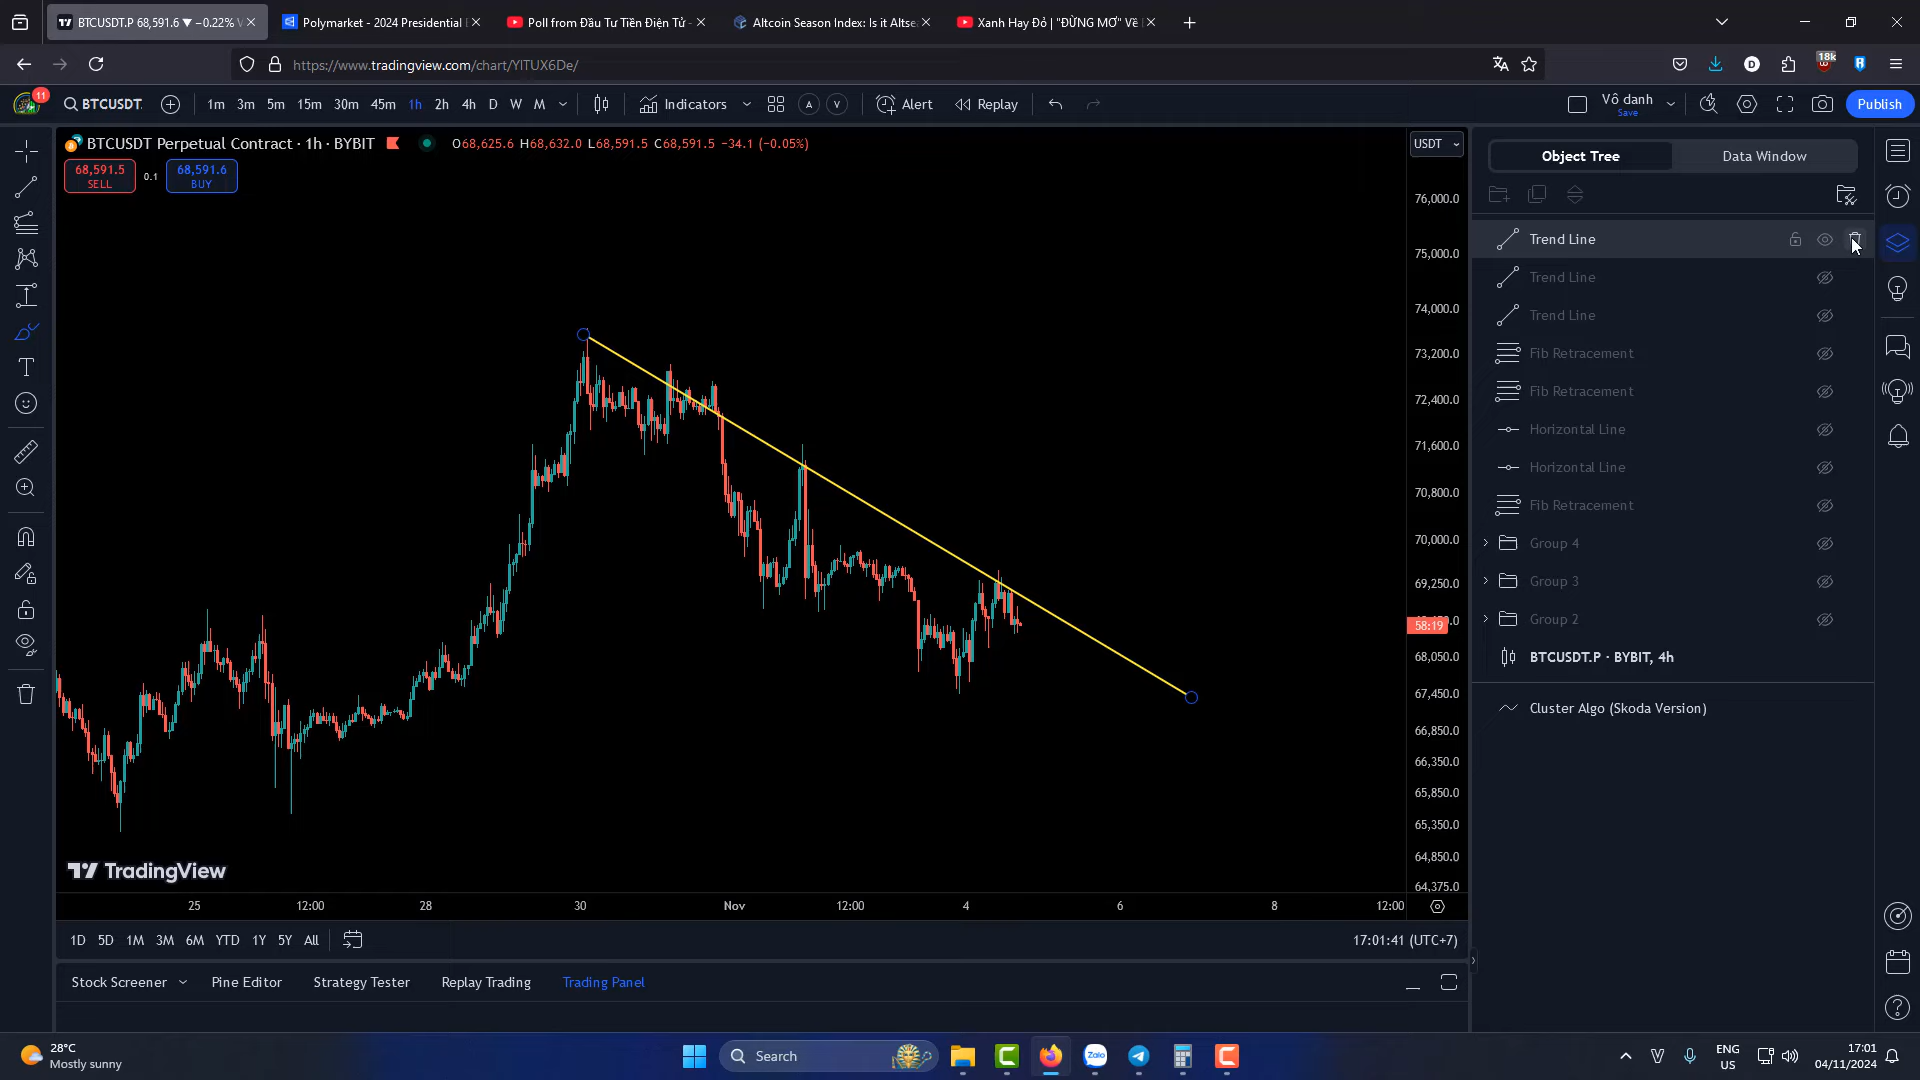 BTCUSDT.P 68,591.6 ▼ −0.22% V
Polymarket - 2024 Presidential E
Poll from Đầu Tư Tiền Điện Tử -
Altcoin Season Index: Is it Altsea
Xanh Hay Đỏ | "ĐỪNG MƠ" Về
https://www.tradingview.com/chart/YlTUX6De/
18k
11
BTCUSDT.
1m 3m 5m 15m 30m 45m 1h 2h 4h D W M
Indicators
A V
Alert
Replay
Vô danh
Save
Publish
BTCUSDT Perpetual Contract · 1h · BYBIT
O68,625.6 H68,632.0 L68,591.5 C68,591.5 −34.1 (−0.05%)
68,591.5
SELL
0.1
68,591.6
BUY
USDT
76,000.0
75,000.0
74,000.0
73,200.0
72,400.0
71,600.0
70,800.0
70,000.0
69,250.0
58:19
68,050.0
67,450.0
66,850.0
66,350.0
65,850.0
65,350.0
64,850.0
64,375.0
TradingView
25 12:00 28 30 Nov 12:00 4 6 8 12:00
1D 5D 1M 3M 6M YTD 1Y 5Y All
17:01:41 (UTC+7)
Stock Screener
Pine Editor
Strategy Tester
Replay Trading
Trading Panel
Object Tree
Data Window
Trend Line
Trend Line
Trend Line
Fib Retracement
Fib Retracement
Horizontal Line
Horizontal Line
Fib Retracement
Group 4
Group 3
Group 2
BTCUSDT.P · BYBIT, 4h
Cluster Algo (Skoda Version)
28°C
Mostly sunny
Search
Zalo
ENG
US
17:01
04/11/2024